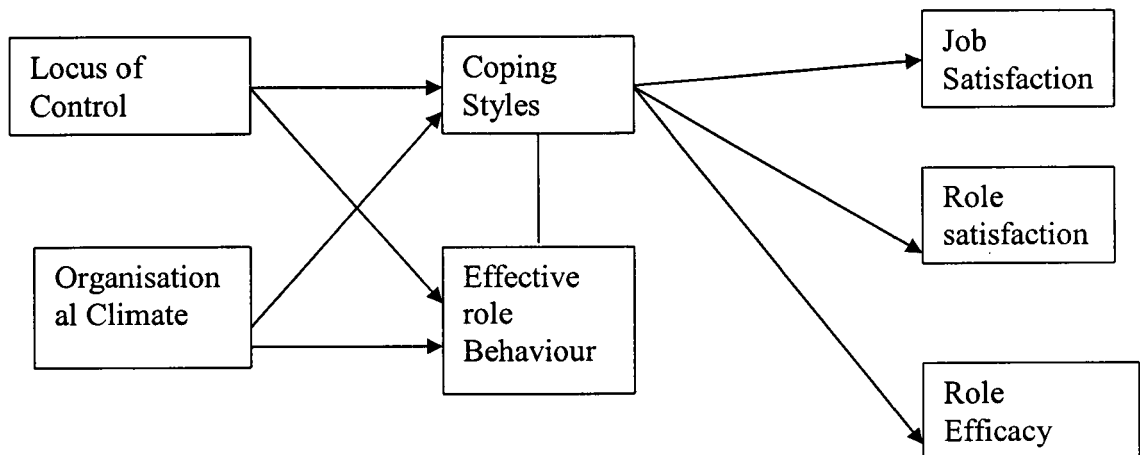 Locus of
Control
Coping
Styles
Job
Satisfaction
Role
satisfaction
Organisation
al Climate
Effective
role
Behaviour
Role
Efficacy